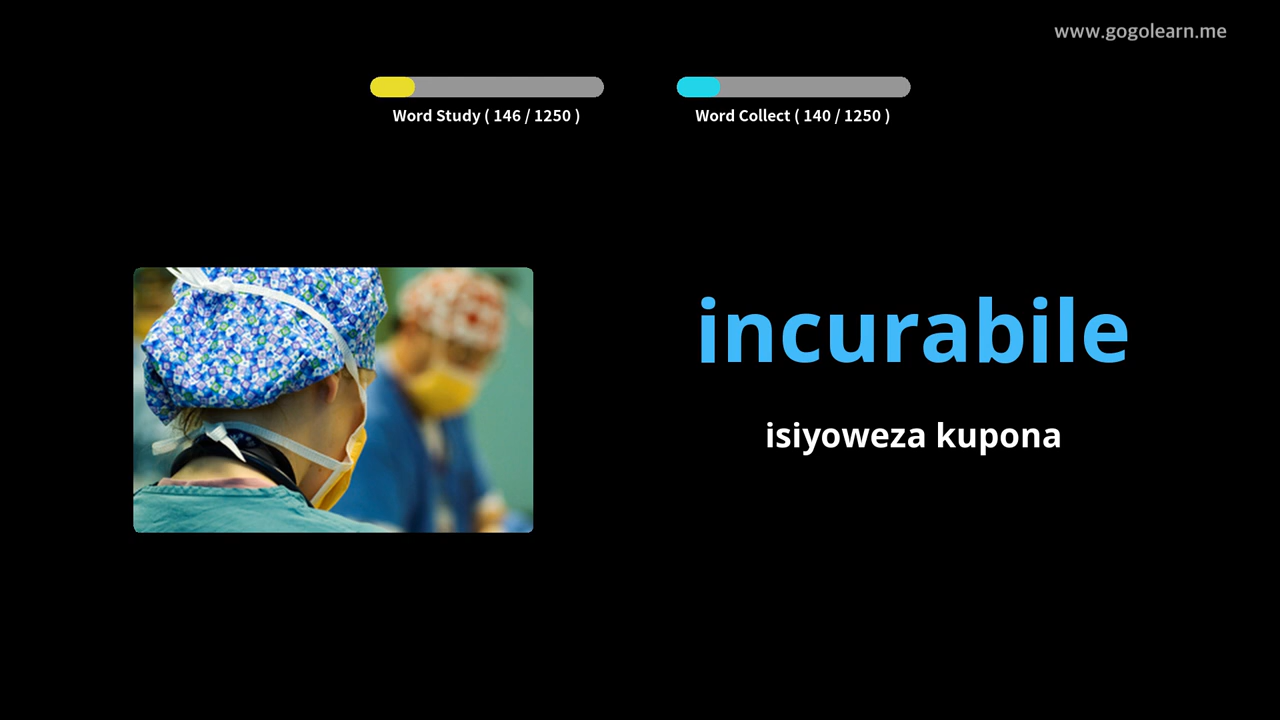 www.gogolearn.me
Word Study ( 146 / 1250 )
Word Collect ( 140 / 1250 )
incurabile
isiyoweza kupona